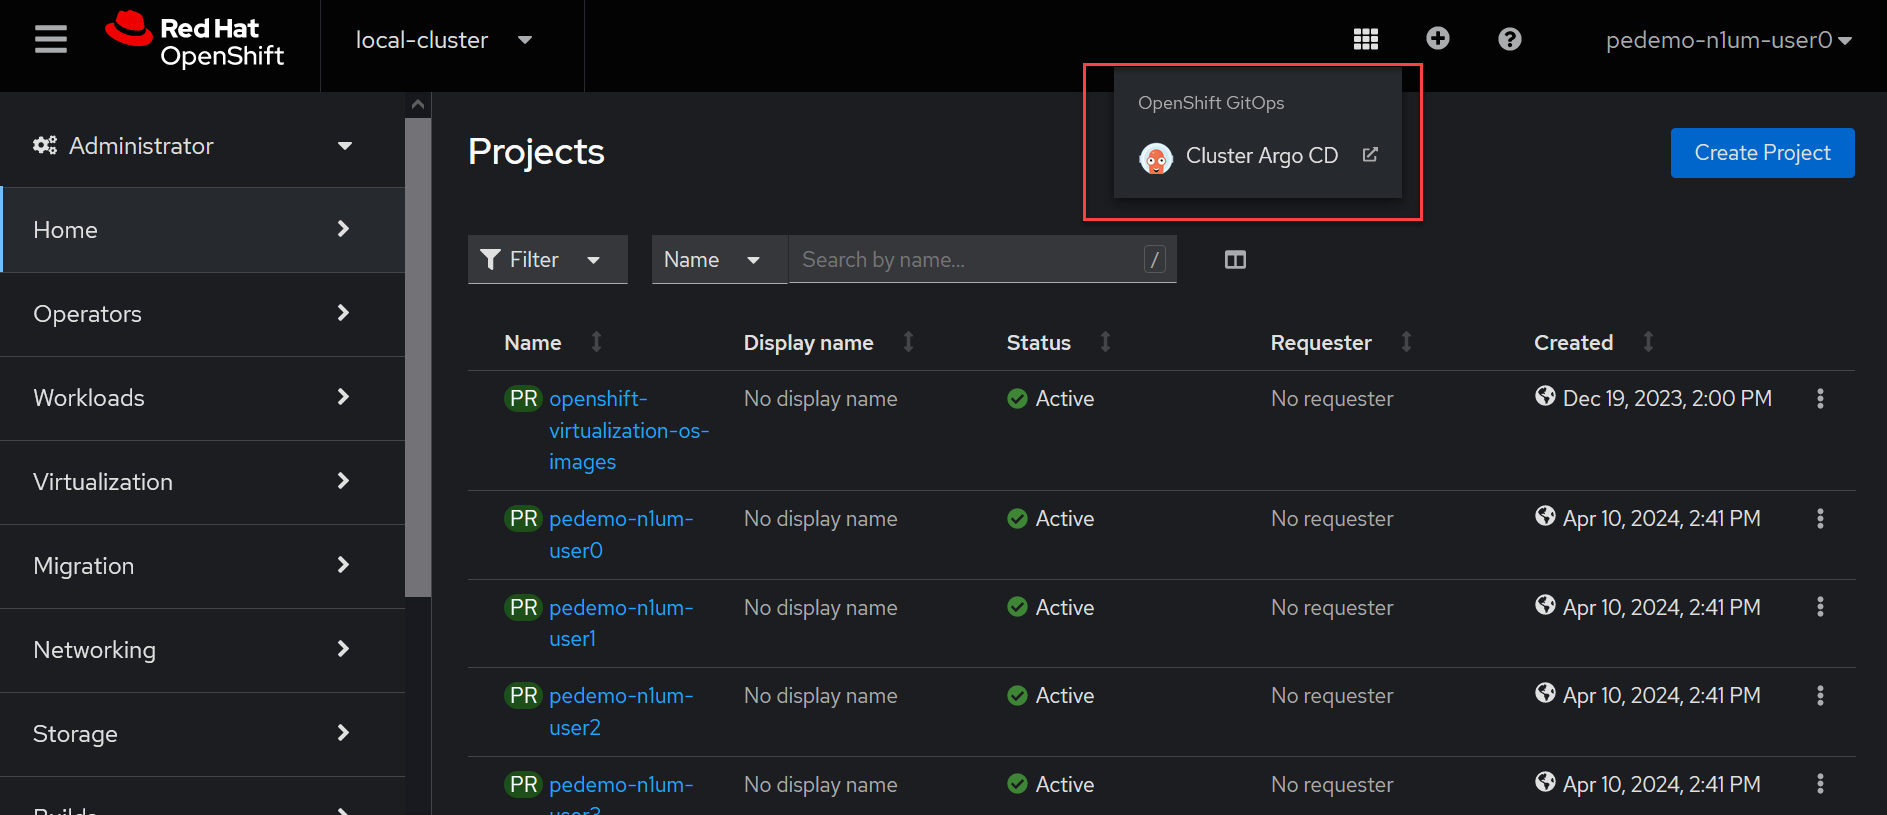 Red Hat
OpenShift
local-cluster
pedemo-n1um-user0
OpenShift GitOps
Cluster Argo CD
Administrator
Home
Operators
Workloads
Virtualization
Migration
Networking
Storage
Builds
Projects
Create Project
Filter
Name
Search by name...
/
Name Display name Status Requester Created
PR openshift-
virtualization-os-
images
No display name
Active
No requester
Dec 19, 2023, 2:00 PM
PR pedemo-n1um-
user0
No display name
Active
No requester
Apr 10, 2024, 2:41 PM
PR pedemo-n1um-
user1
No display name
Active
No requester
Apr 10, 2024, 2:41 PM
PR pedemo-n1um-
user2
No display name
Active
No requester
Apr 10, 2024, 2:41 PM
PR pedemo-n1um-
user3
No display name
Active
No requester
Apr 10, 2024, 2:41 PM